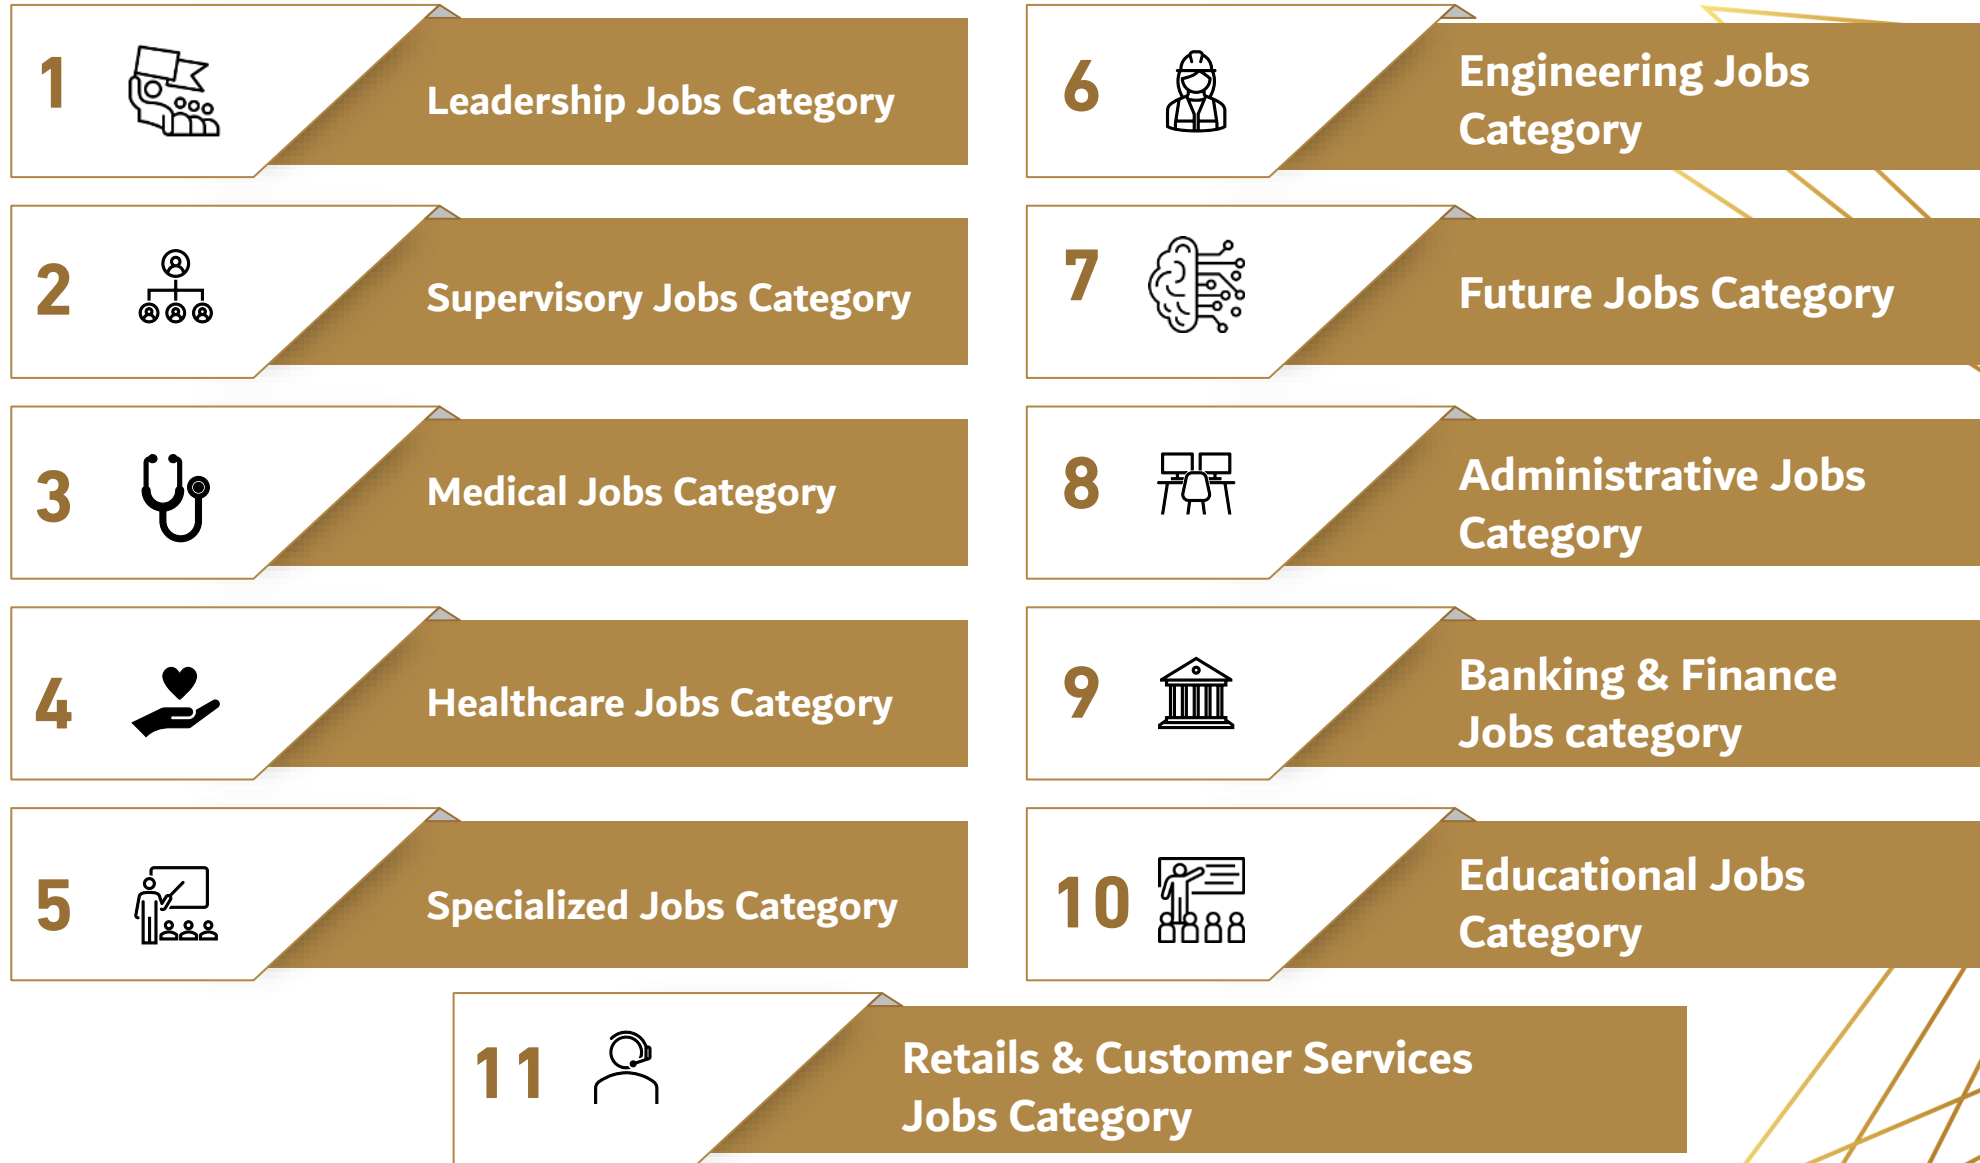 1
Leadership Jobs Category
2
Supervisory Jobs Category
3
Medical Jobs Category
4
Healthcare Jobs Category
5
Specialized Jobs Category
6
Engineering Jobs
Category
7
Future Jobs Category
8
Administrative Jobs
Category
9
Banking & Finance
Jobs category
10
Educational Jobs
Category
11
Retails & Customer Services
Jobs Category